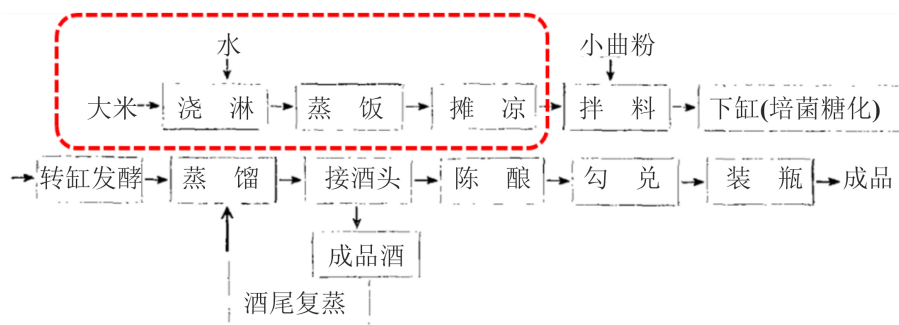 水
小曲粉
大米
浇 淋
蒸 饭
摊 凉
拌 料
下缸(培菌糖化)
转缸发酵
蒸 馏
接酒头
陈 酿
勾 兑
装 瓶
成品
成品酒
酒尾复蒸